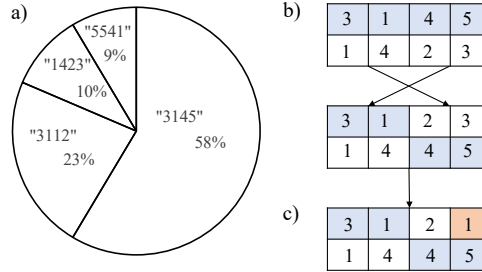 a)
"5541"
9%
"1423"
10%
"3112"
23%
"3145"
58%
b)
3 1 4 5
1 4 2 3
3 1 2 3
1 4 4 5
c)
3 1 2 1
1 4 4 5